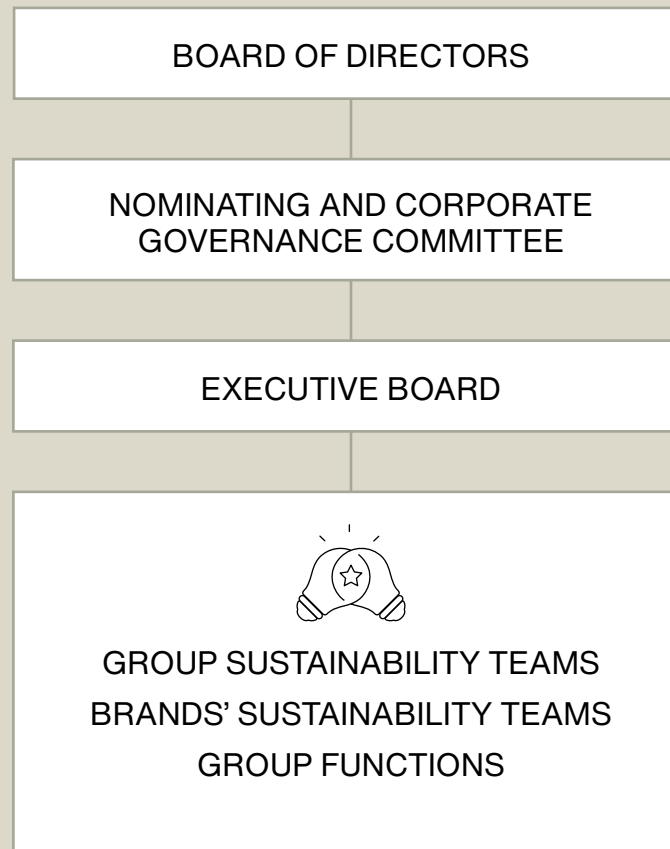 BOARD OF DIRECTORS
NOMINATING AND CORPORATE
GOVERNANCE COMMITTEE
EXECUTIVE BOARD
GROUP SUSTAINABILITY TEAMS
BRANDS’ SUSTAINABILITY TEAMS
GROUP FUNCTIONS